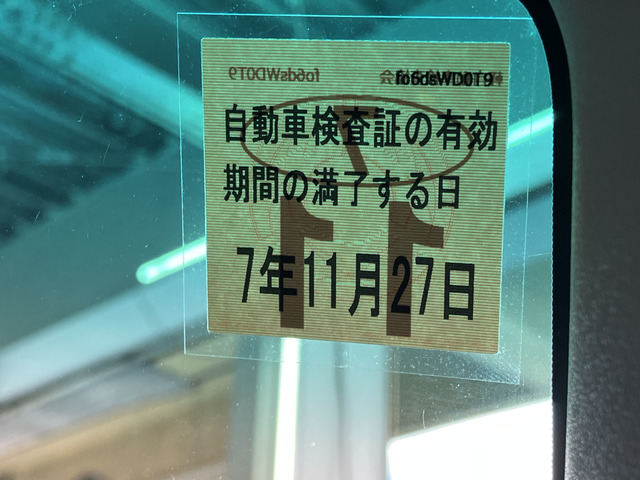 fo6dsWD0T9
自動車検査証の有効
期間の満了する日
7年11月27日